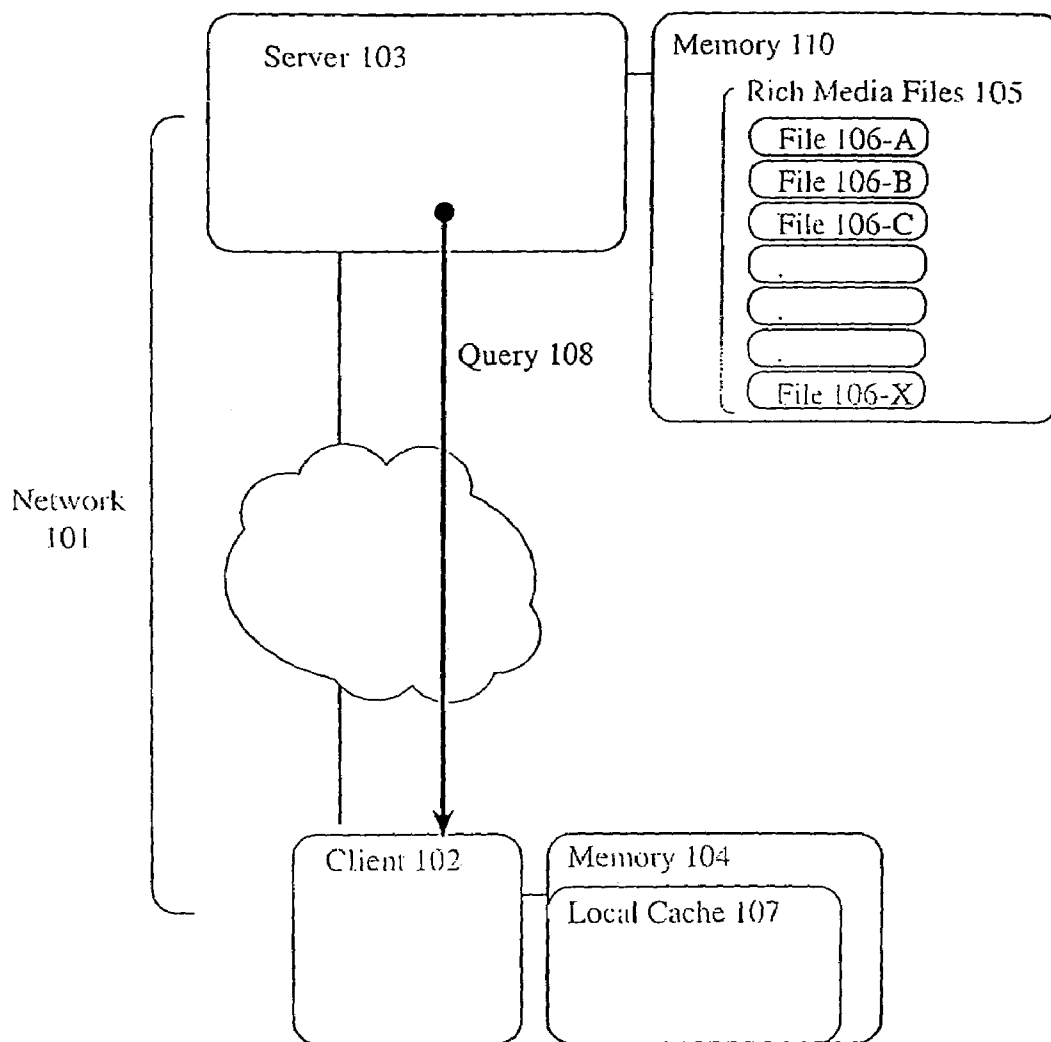 Server 103
Memory 110
Rich Media Files 105
File 106-A
File 106-B
File 106-C
.
.
.
File 106-X
Query 108
Network
101
Client 102
Memory 104
Local Cache 107